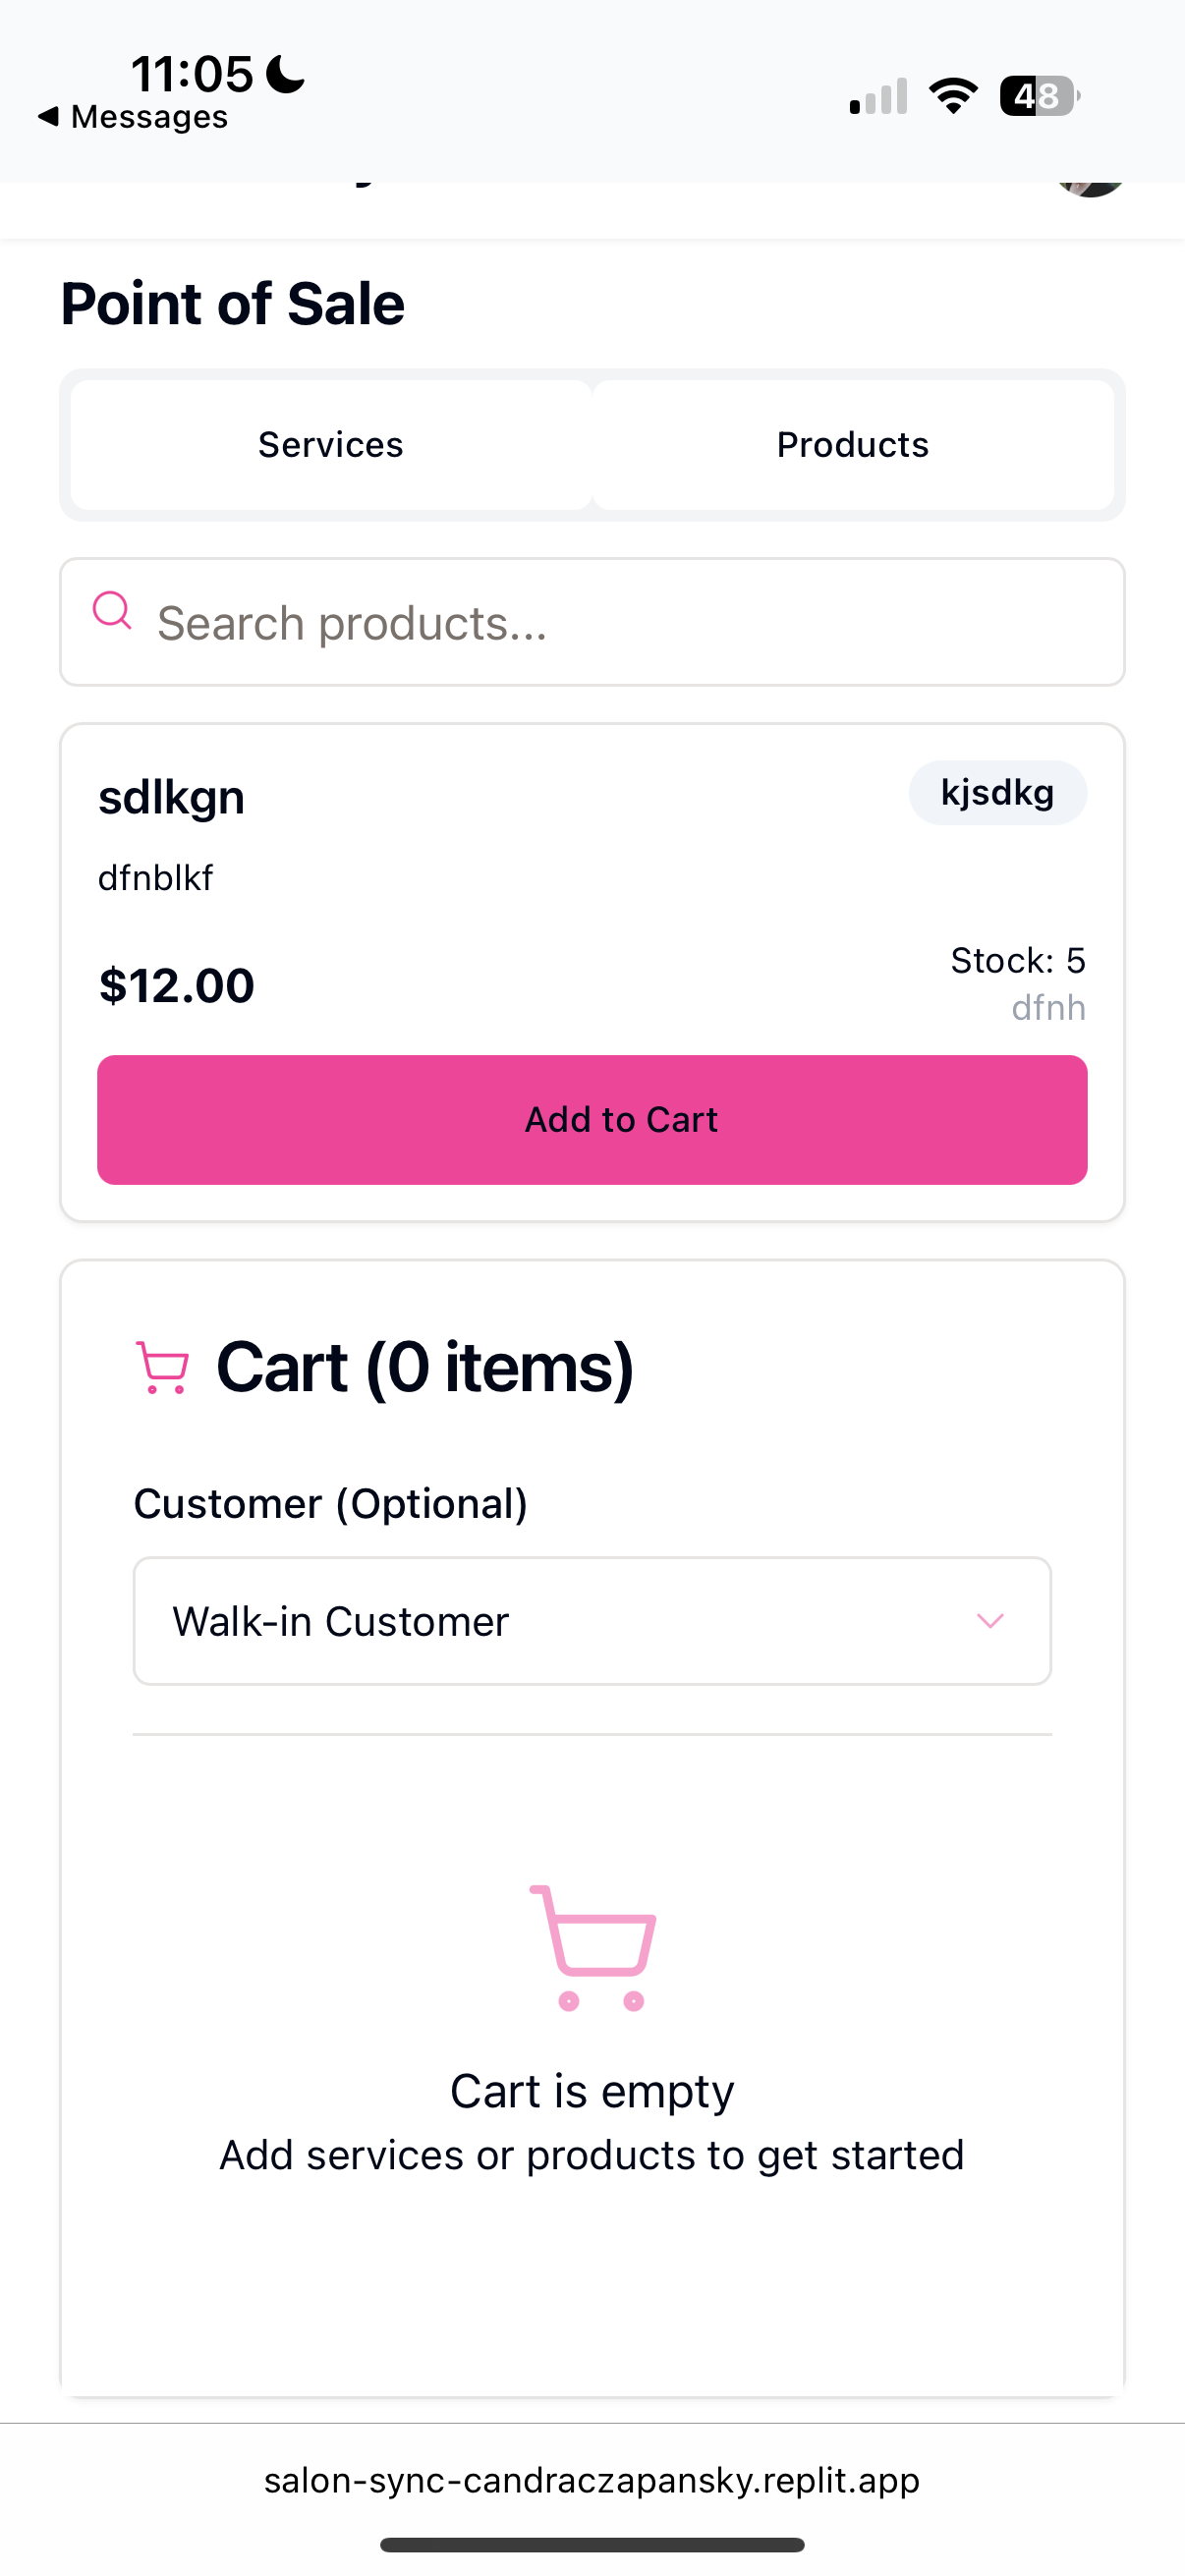 11:05
Messages
48
Point of Sale
Services Products
Search products...
sdlkgn kjsdkg
dfnblkf
$12.00 Stock: 5
dfnh
Add to Cart
Cart (0 items)
Customer (Optional)
Walk-in Customer
Cart is empty
Add services or products to get started
salon-sync-candraczapansky.replit.app